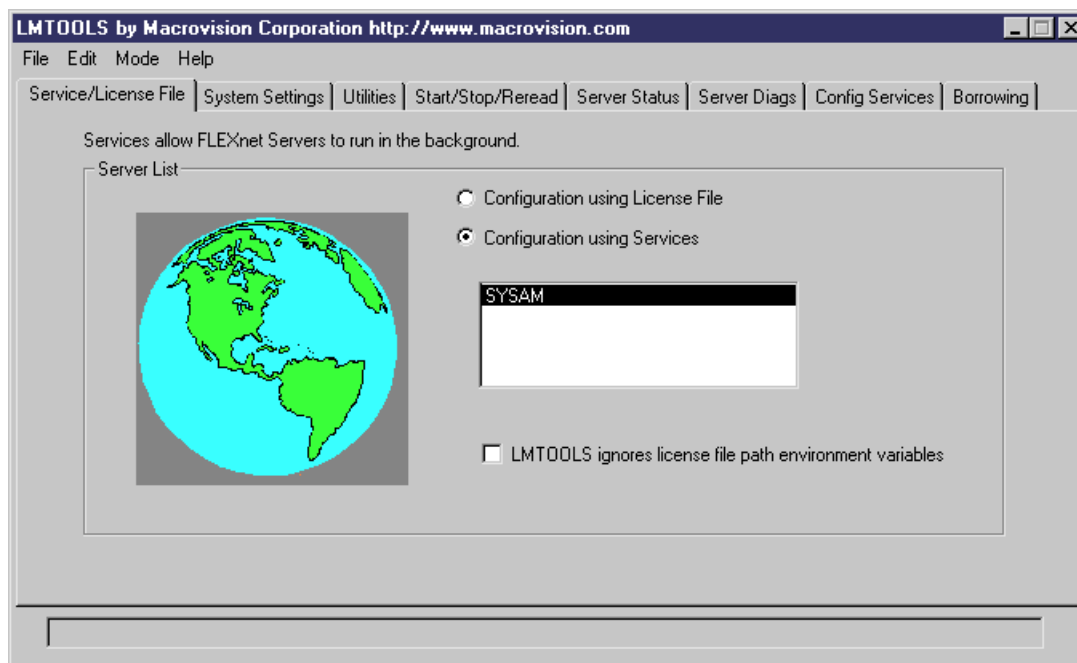 LMTOOLS by Macrovision Corporation http://www.macrovision.com
File Edit Mode Help
Service/License File System Settings Utilities Start/Stop/Reread Server Status Server Diags Config Services Borrowing
Services allow FLEXnet Servers to run in the background.
Server List
Configuration using License File
Configuration using Services
SYSAM
LMTOOLS ignores license file path environment variables